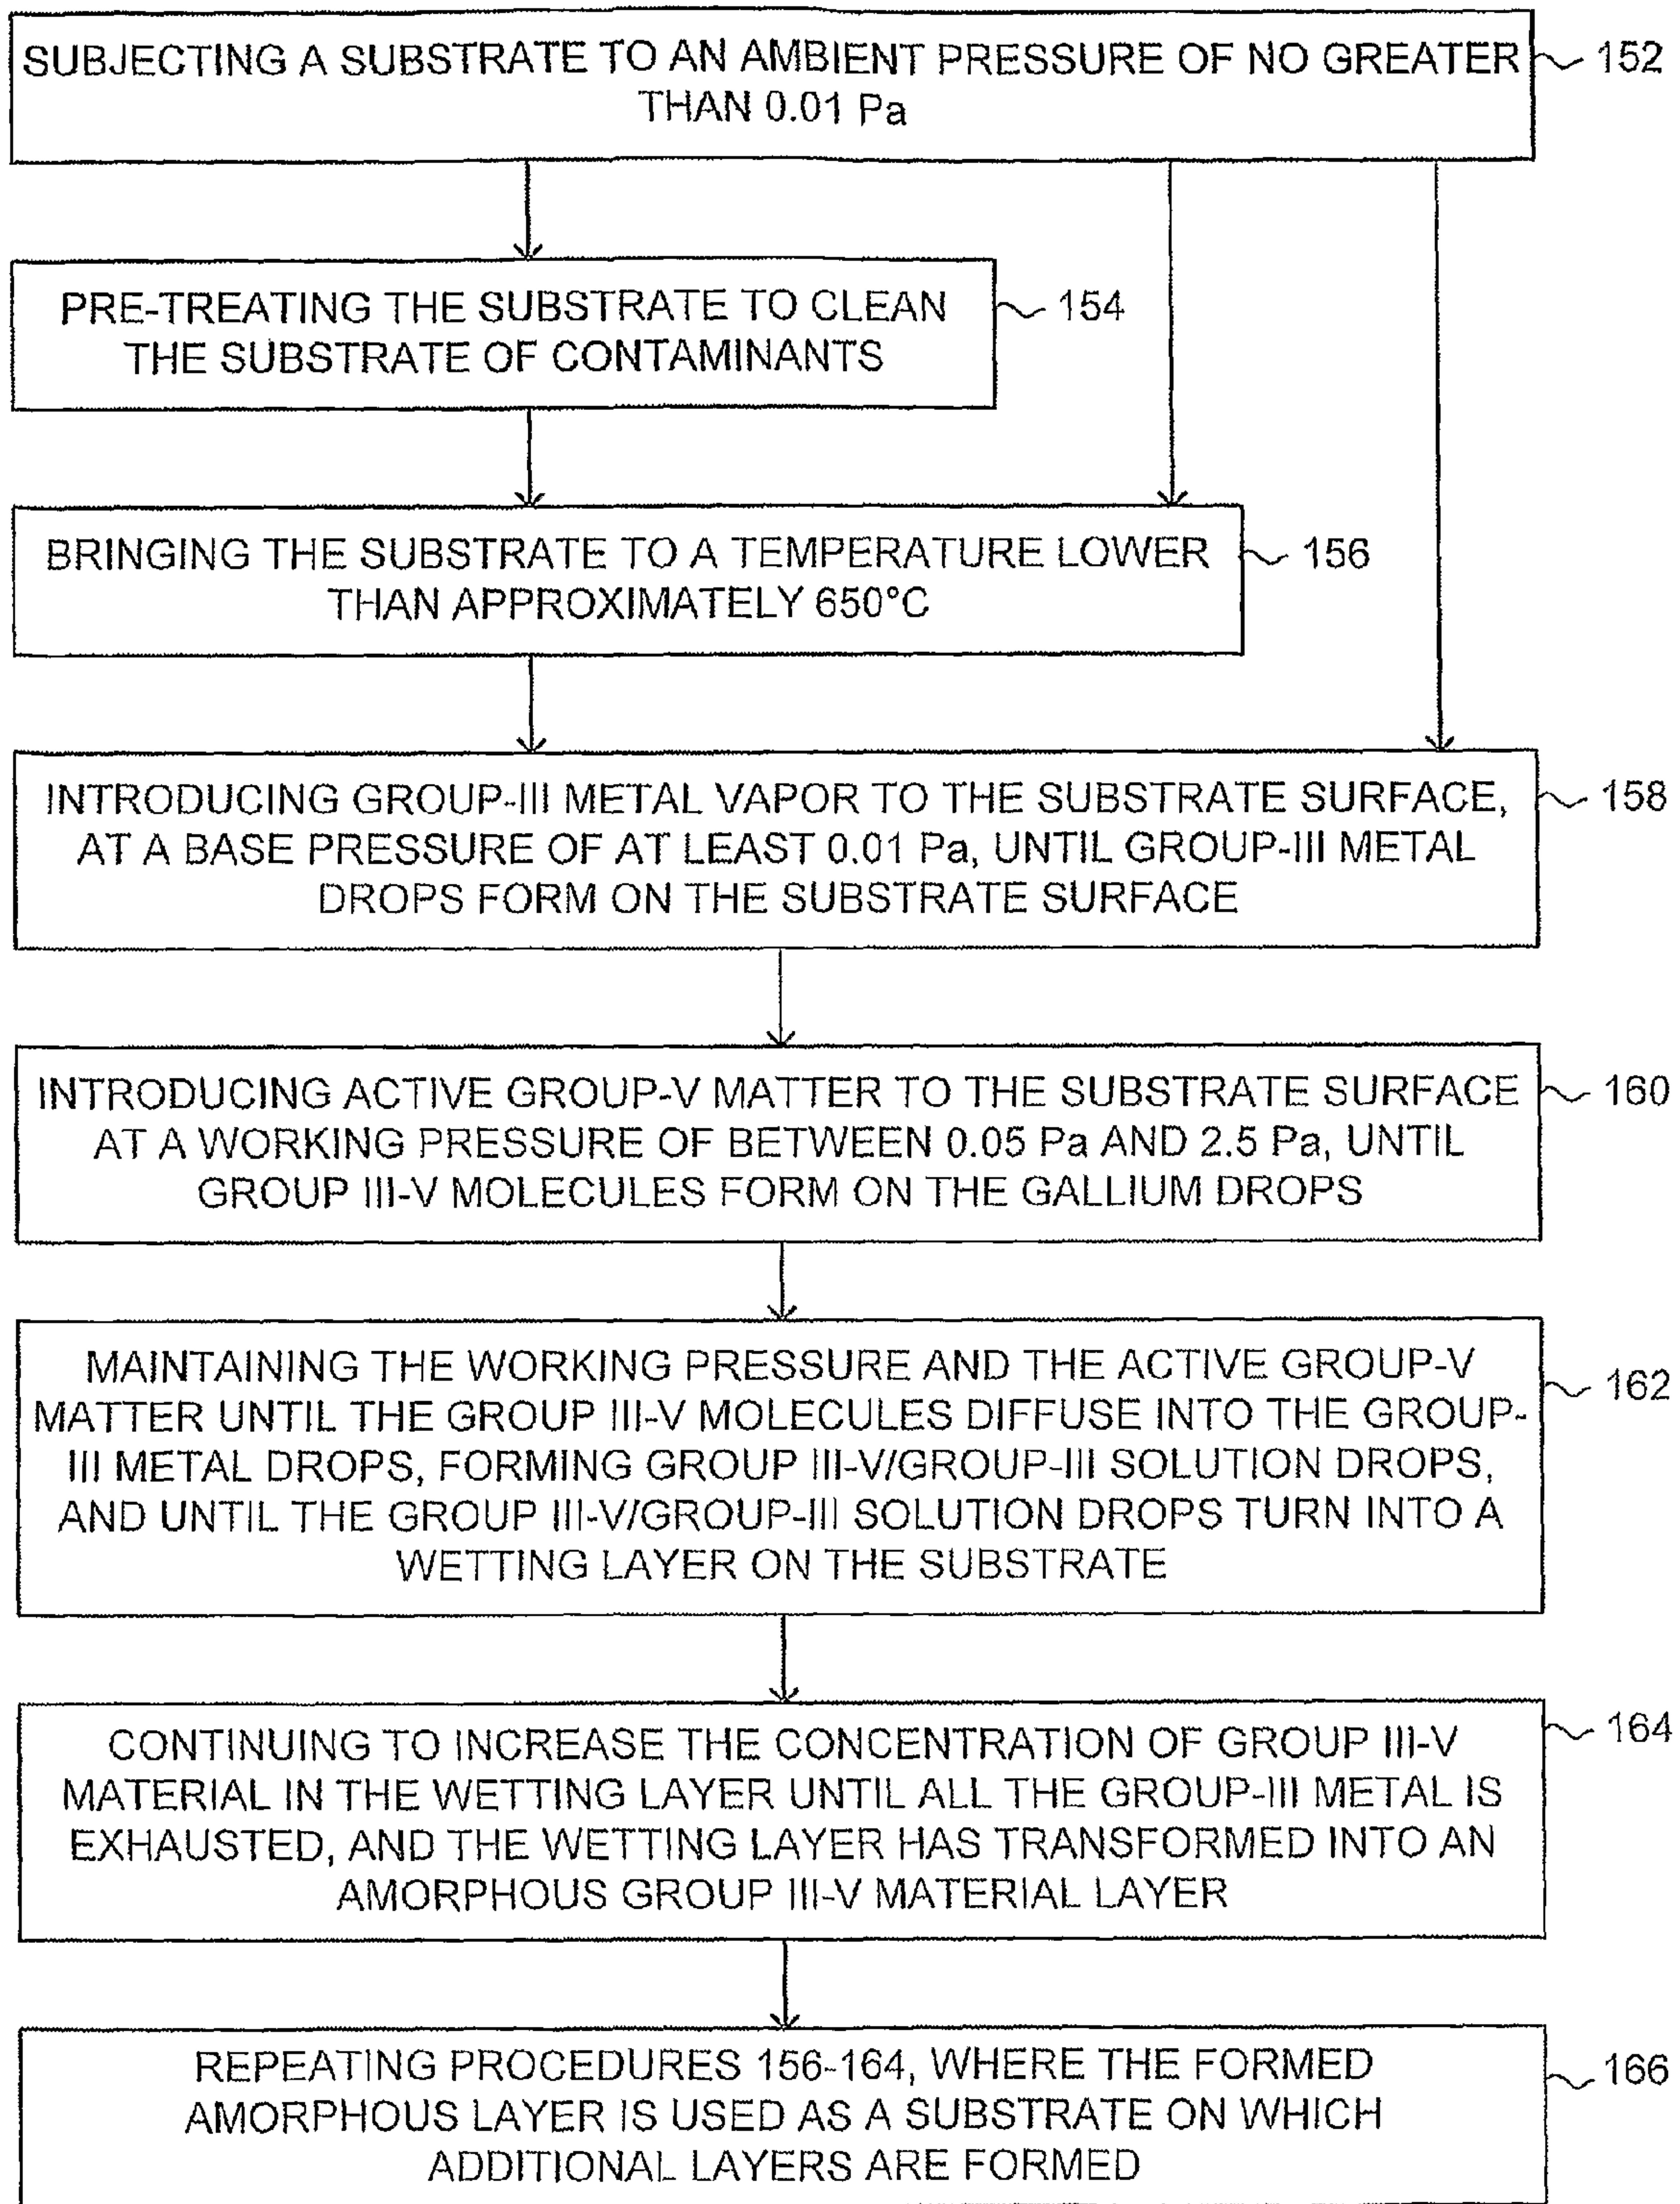 SUBJECTING A SUBSTRATE TO AN AMBIENT PRESSURE OF NO GREATER
THAN 0.01 Pa
152
PRE-TREATING THE SUBSTRATE TO CLEAN
THE SUBSTRATE OF CONTAMINANTS
154
BRINGING THE SUBSTRATE TO A TEMPERATURE LOWER
THAN APPROXIMATELY 650°C
156
INTRODUCING GROUP-III METAL VAPOR TO THE SUBSTRATE SURFACE,
AT A BASE PRESSURE OF AT LEAST 0.01 Pa, UNTIL GROUP-III METAL
DROPS FORM ON THE SUBSTRATE SURFACE
158
INTRODUCING ACTIVE GROUP-V MATTER TO THE SUBSTRATE SURFACE
AT A WORKING PRESSURE OF BETWEEN 0.05 Pa AND 2.5 Pa, UNTIL
GROUP III-V MOLECULES FORM ON THE GALLIUM DROPS
160
MAINTAINING THE WORKING PRESSURE AND THE ACTIVE GROUP-V
MATTER UNTIL THE GROUP III-V MOLECULES DIFFUSE INTO THE GROUP-
III METAL DROPS, FORMING GROUP III-V/GROUP-III SOLUTION DROPS,
AND UNTIL THE GROUP III-V/GROUP-III SOLUTION DROPS TURN INTO A
WETTING LAYER ON THE SUBSTRATE
162
CONTINUING TO INCREASE THE CONCENTRATION OF GROUP III-V
MATERIAL IN THE WETTING LAYER UNTIL ALL THE GROUP-III METAL IS
EXHAUSTED, AND THE WETTING LAYER HAS TRANSFORMED INTO AN
AMORPHOUS GROUP III-V MATERIAL LAYER
164
REPEATING PROCEDURES 156-164, WHERE THE FORMED
AMORPHOUS LAYER IS USED AS A SUBSTRATE ON WHICH
ADDITIONAL LAYERS ARE FORMED
166